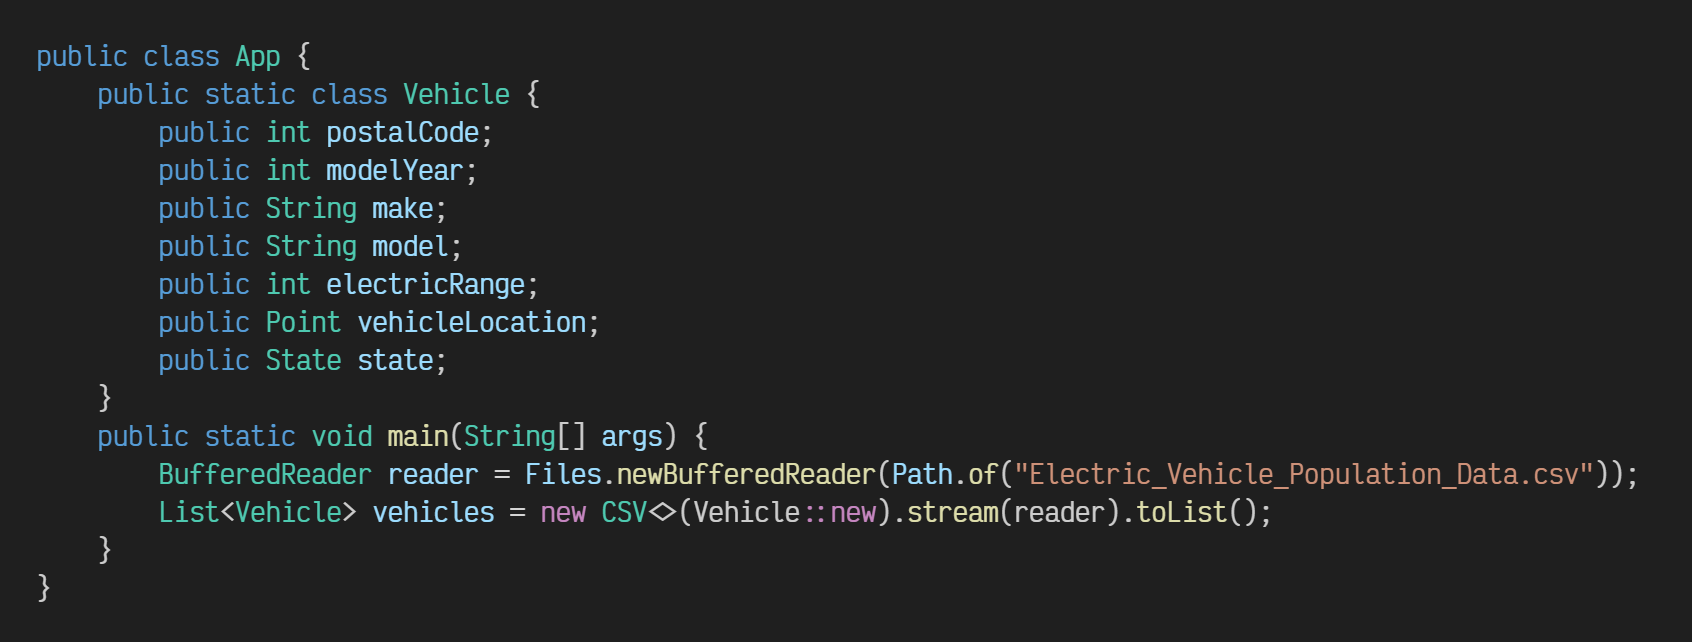 public class App {
    public static class Vehicle {
        public int postalCode;
        public int modelYear;
        public String make;
        public String model;
        public int electricRange;
        public Point vehicleLocation;
        public State state;
    }
    public static void main(String[] args) {
        BufferedReader reader = Files.newBufferedReader(Path.of("Electric_Vehicle_Population_Data.csv"));
        List<Vehicle> vehicles = new CSV<>(Vehicle::new).stream(reader).toList();
    }
}